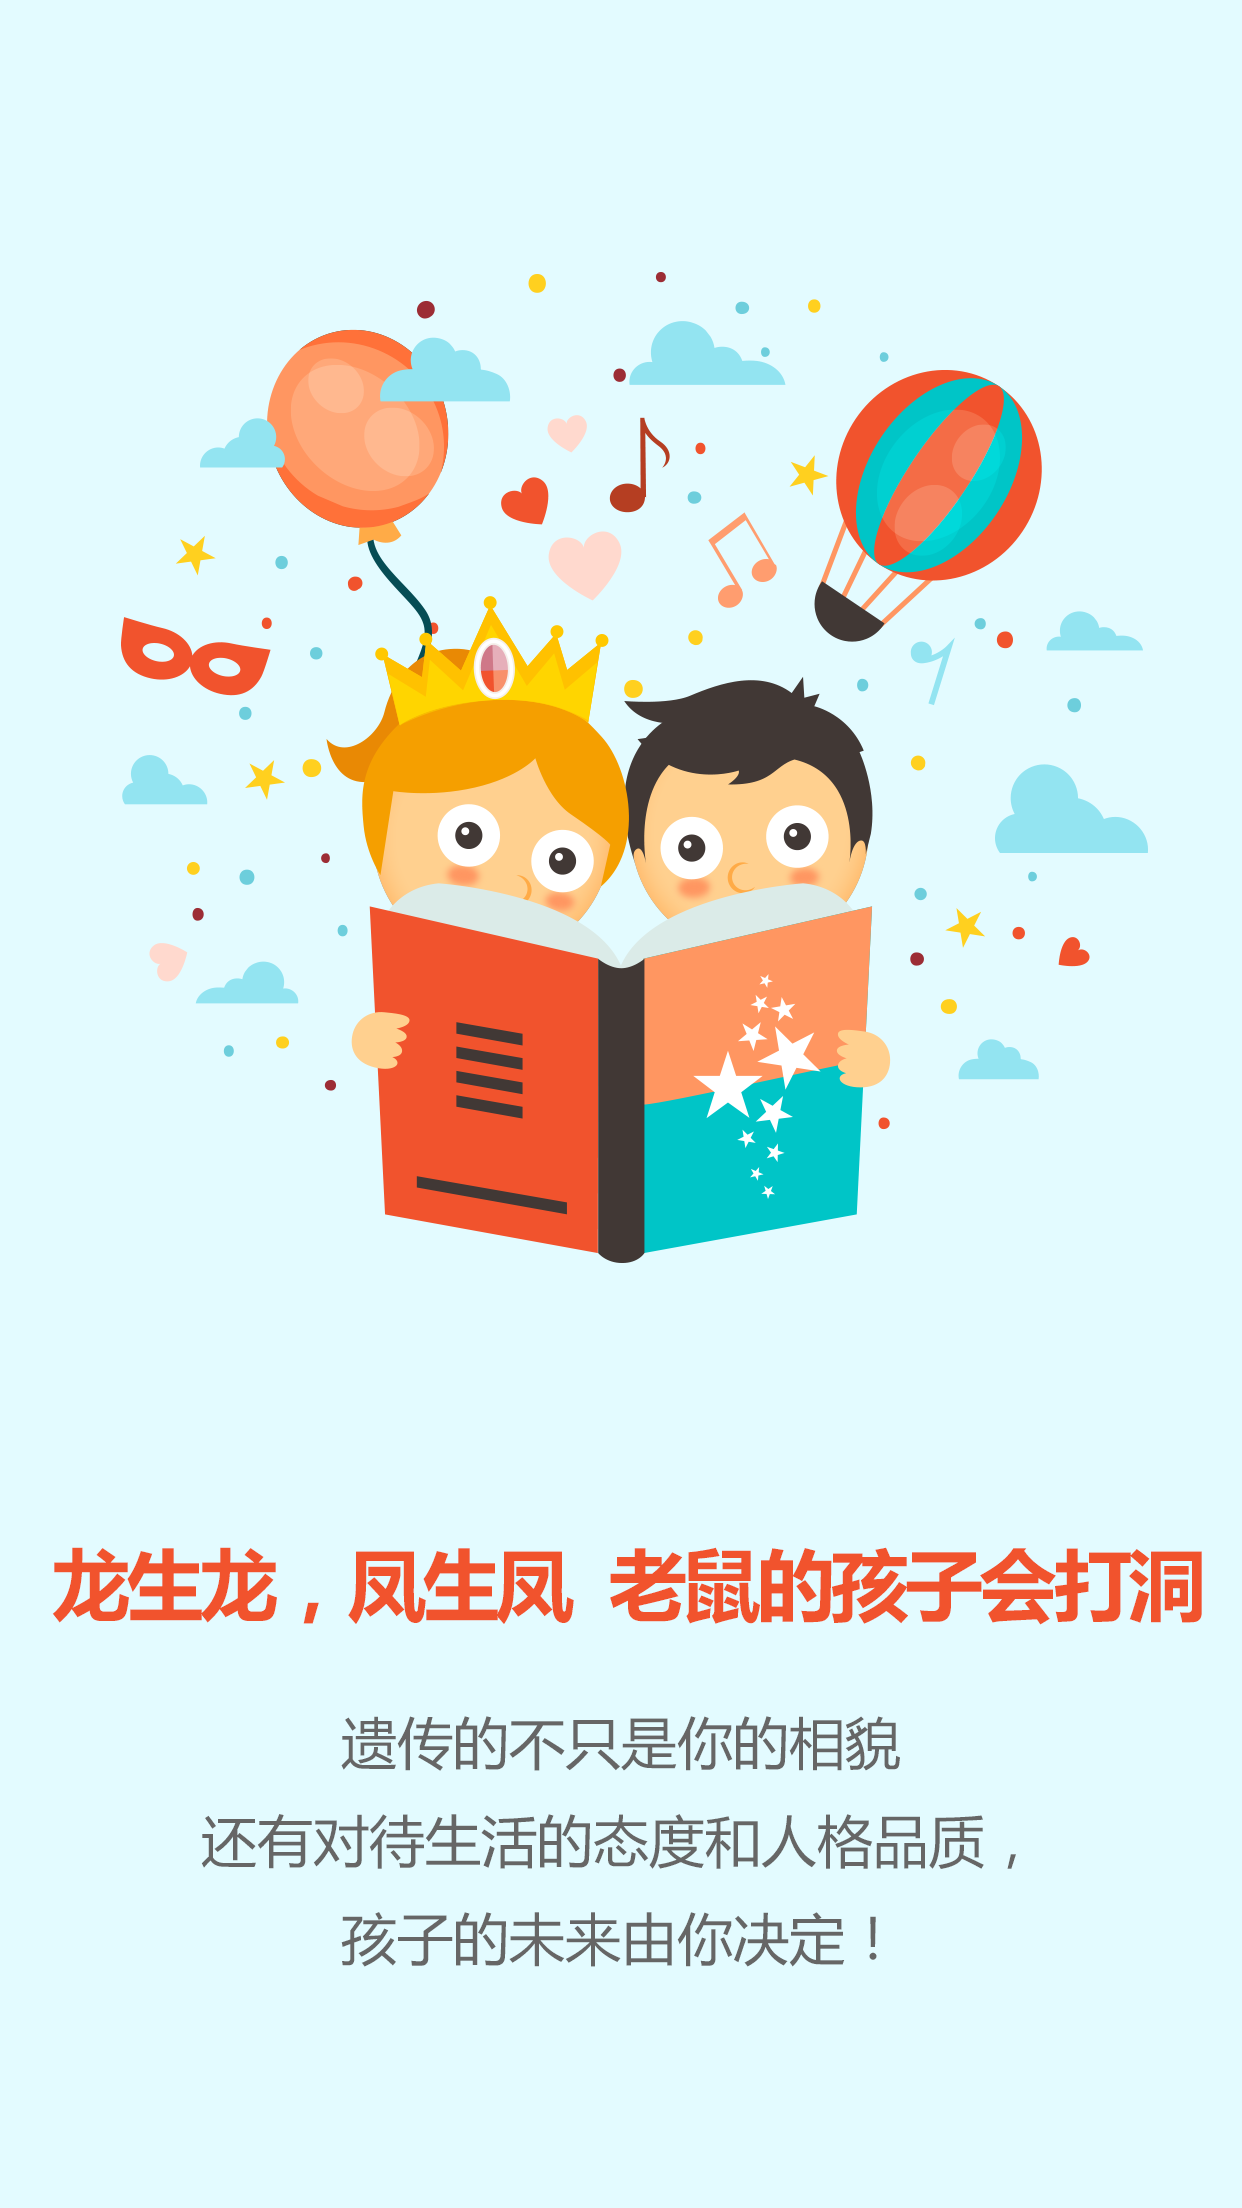 龙生龙，凤生凤 老鼠的孩子会打洞
遗传的不只是你的相貌
还有对待生活的态度和人格品质，
孩子的未来由你决定！